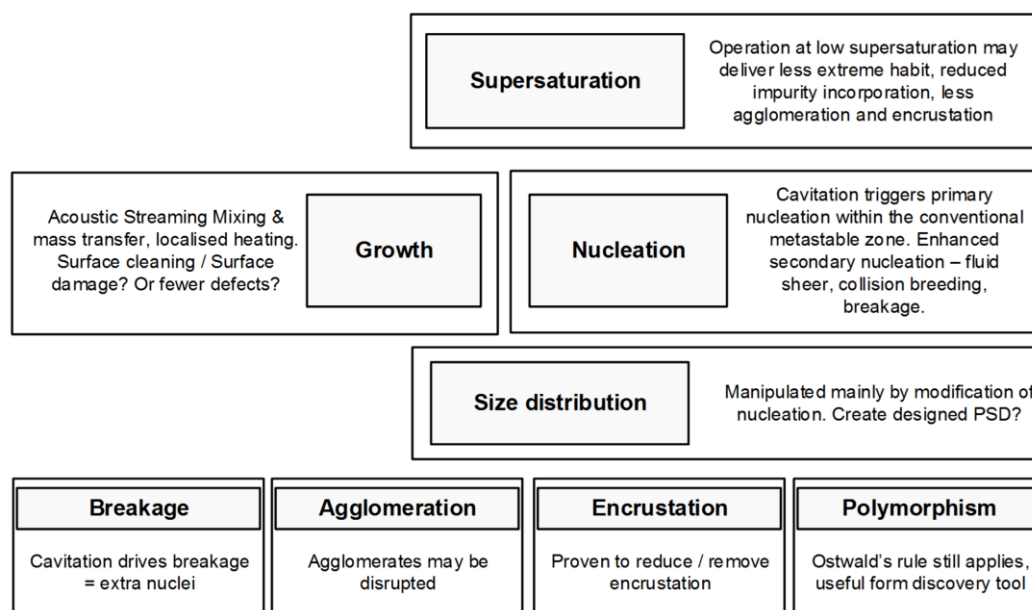 Supersaturation
Operation at low supersaturation may
deliver less extreme habit, reduced
impurity incorporation, less
agglomeration and encrustation
Acoustic Streaming Mixing &
mass transfer, localised heating.
Surface cleaning / Surface
damage? Or fewer defects?
Growth
Nucleation
Cavitation triggers primary
nucleation within the conventional
metastable zone. Enhanced
secondary nucleation – fluid
sheer, collision breeding,
breakage.
Size distribution
Manipulated mainly by modification of
nucleation. Create designed PSD?
Breakage
Cavitation drives breakage
= extra nuclei
Agglomeration
Agglomerates may be
disrupted
Encrustation
Proven to reduce / remove
encrustation
Polymorphism
Ostwald’s rule still applies,
useful form discovery tool